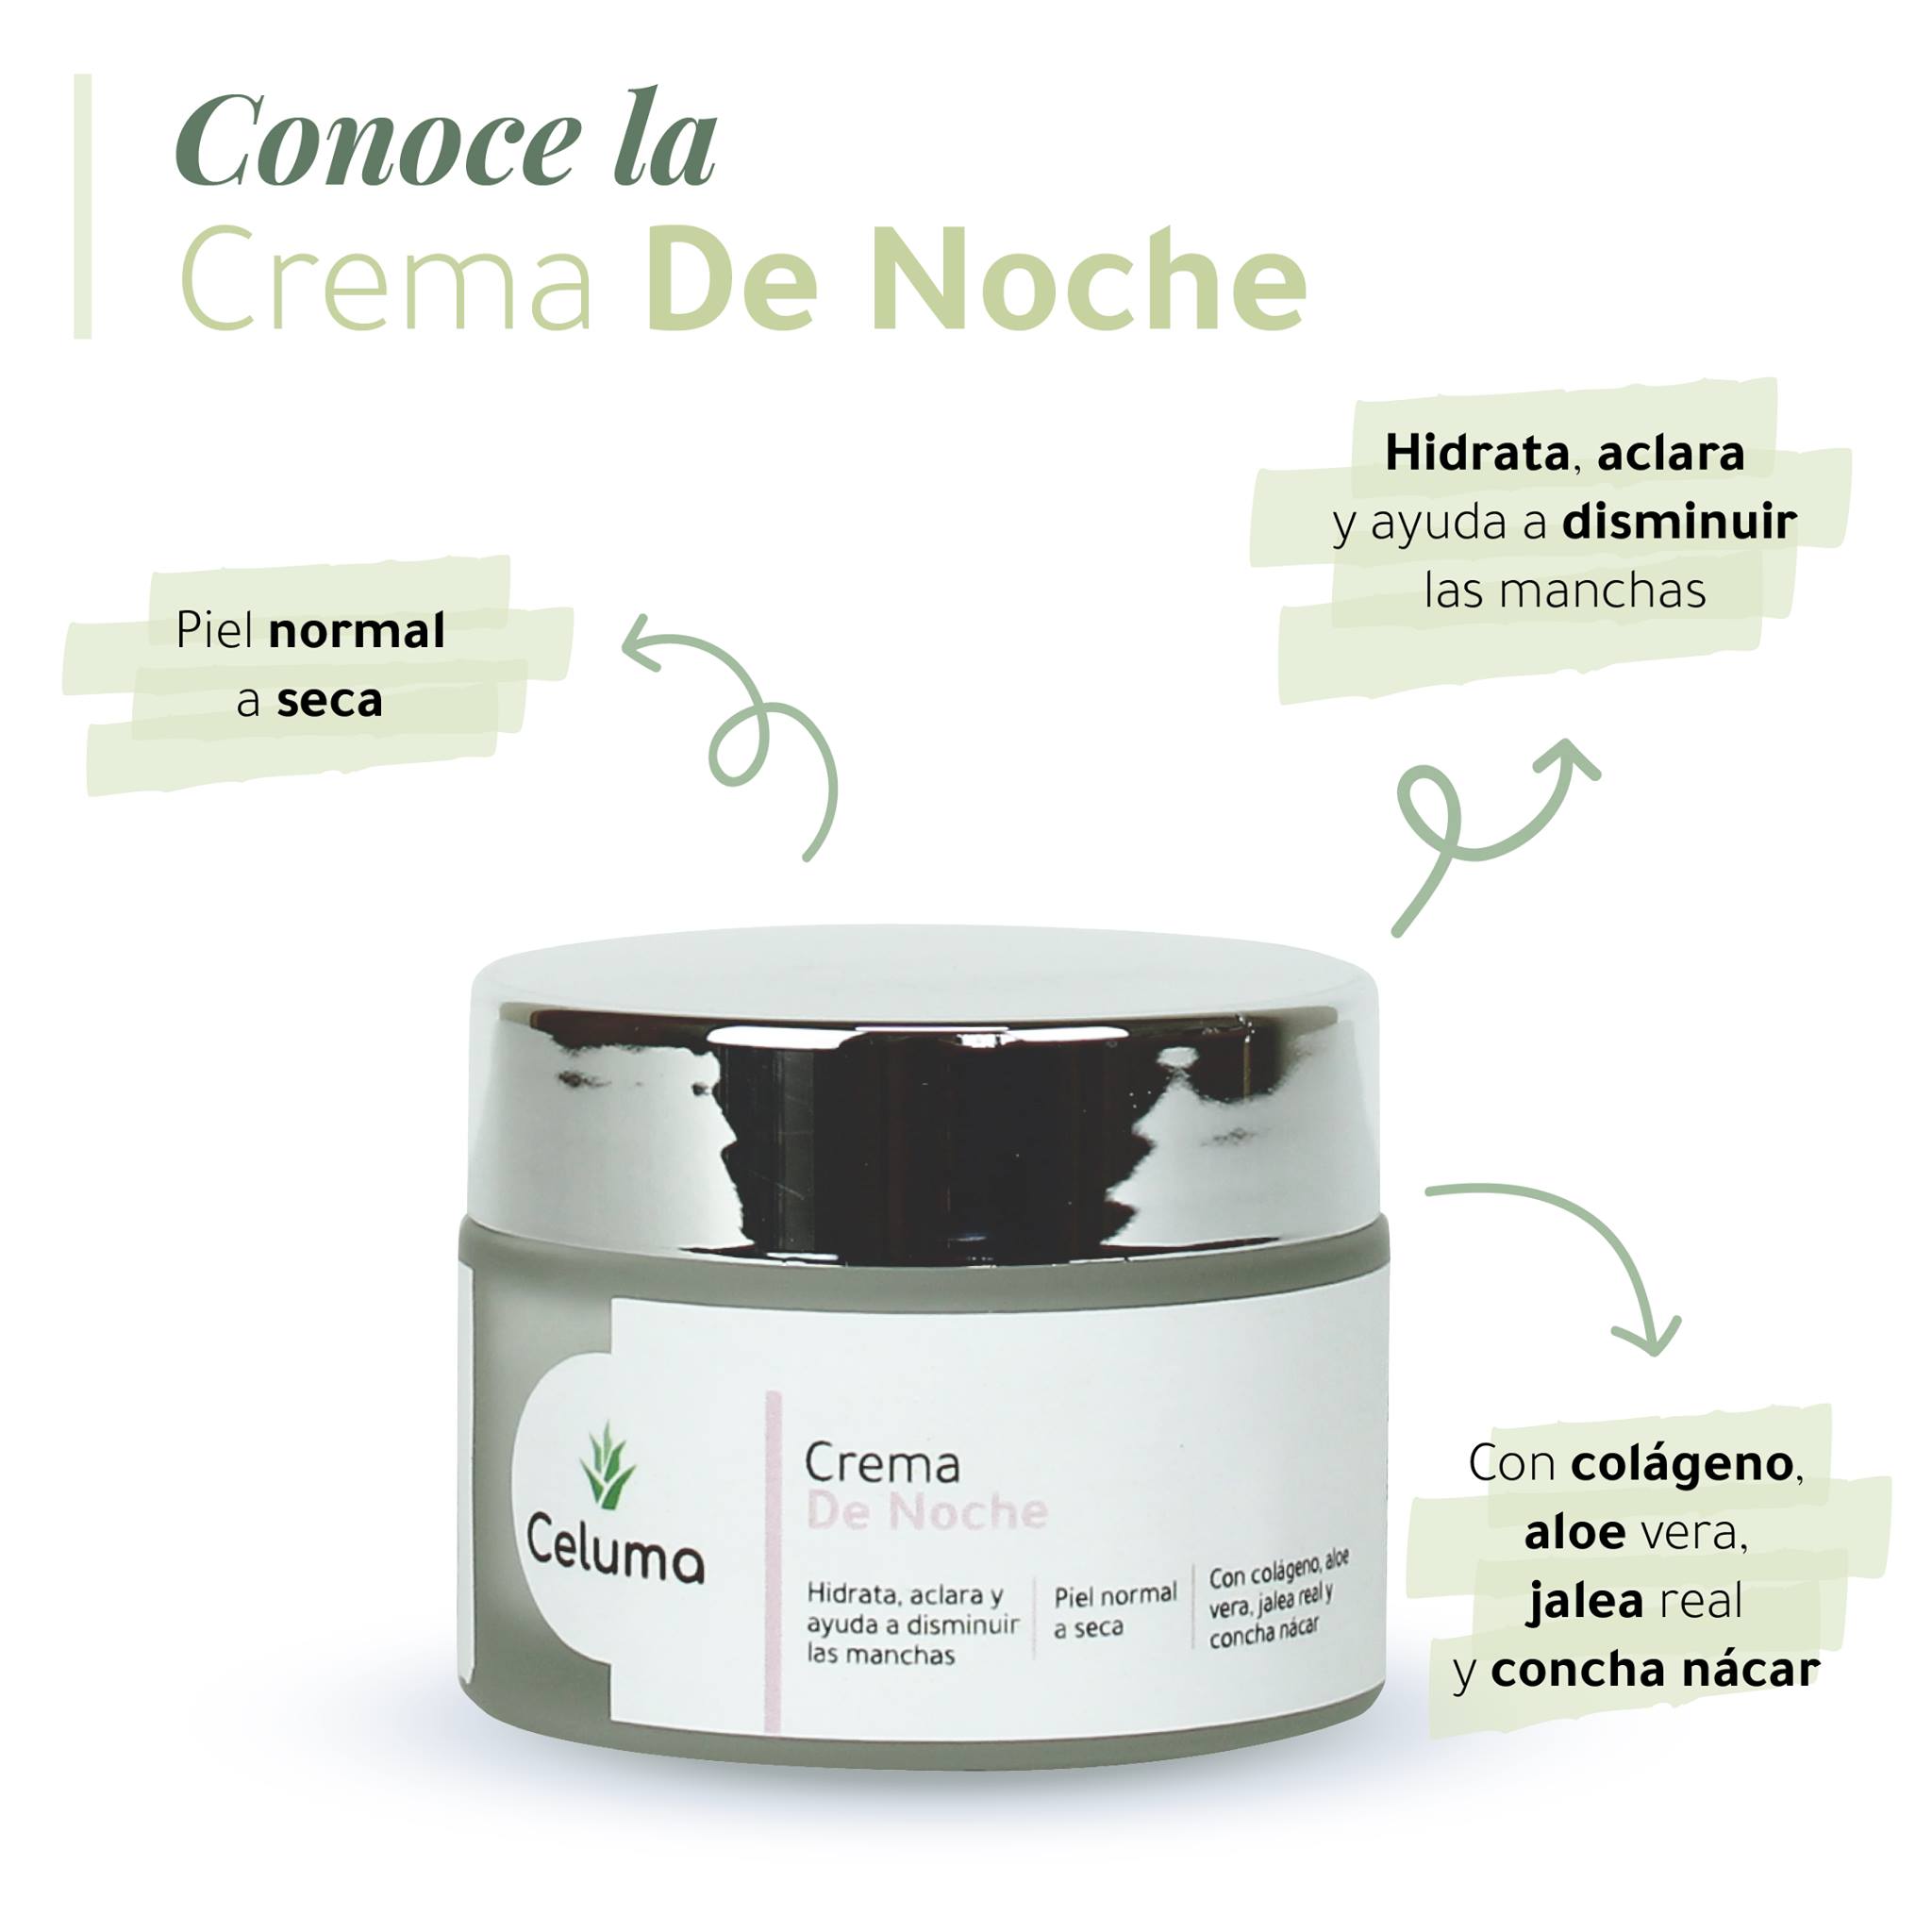 Conoce la
Crema De Noche
Hidrata, aclara
y ayuda a disminuir
las manchas
Piel normal
a seca
Con colágeno,
aloe vera,
jalea real
y concha nácar
Celuma
Crema
De Noche
Hidrata, aclara y
ayuda a disminuir
las manchas
Piel normal
a seca
Con colágeno, aloe
vera, jalea real y
concha nácar